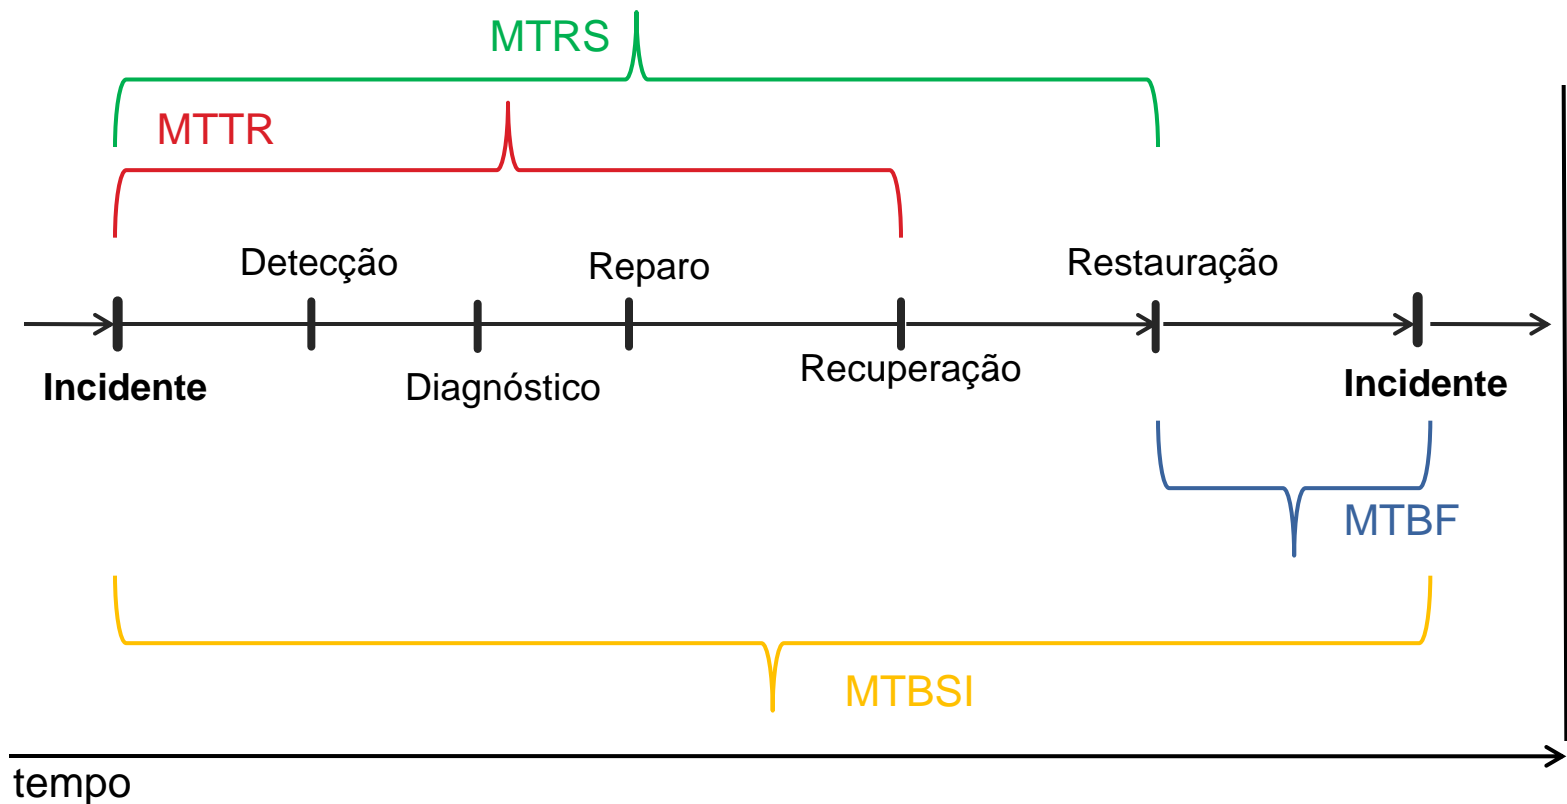 MTRS
MTTR
Detecção
Reparo
Restauração
Incidente
Diagnóstico
Recuperação
Incidente
MTBF
MTBSI
tempo